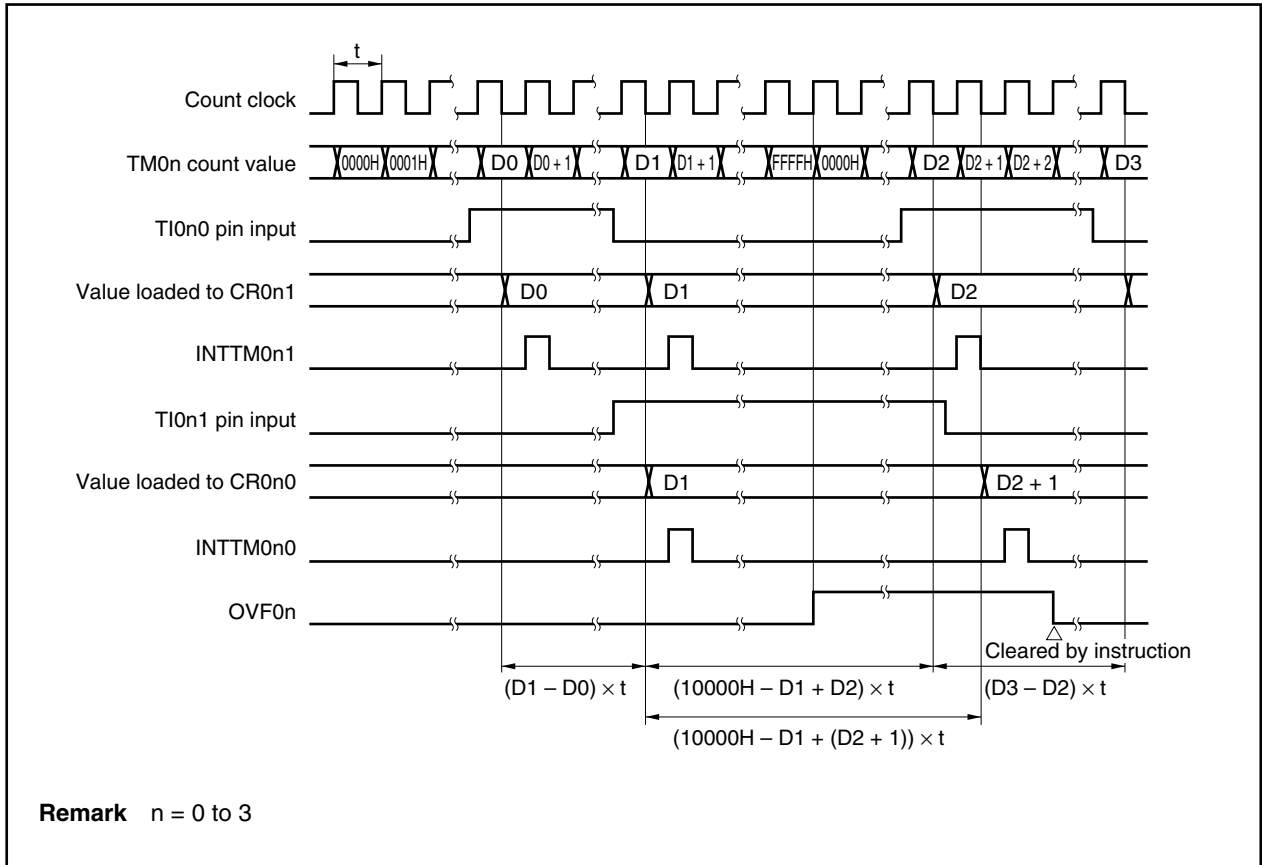 t
Count clock
TM0n count value 0000H 0001H D0 D0 + 1 D1 D1 + 1 FFFFH 0000H D2 D2 + 1 D2 + 2 D3
TI0n0 pin input
Value loaded to CR0n1 D0 D1 D2
INTTM0n1
TI0n1 pin input
Value loaded to CR0n0 D1 D2 + 1
INTTM0n0
OVF0n
Cleared by instruction
(D1 – D0) × t (10000H – D1 + D2) × t (D3 – D2) × t
(10000H – D1 + (D2 + 1)) × t
Remark n = 0 to 3